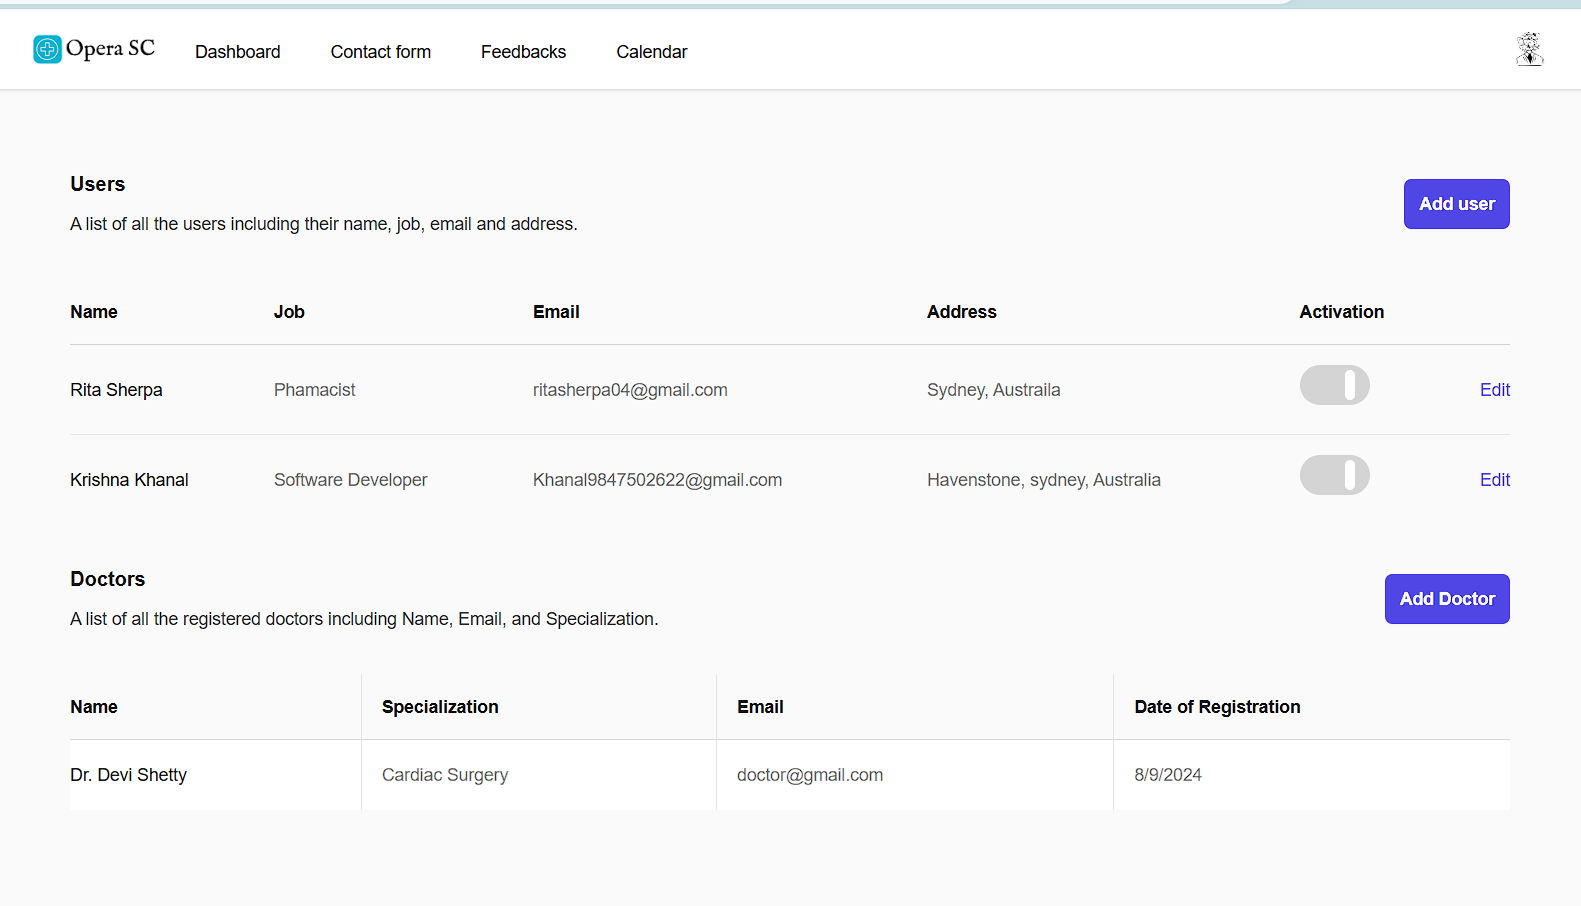 Opera SC Dashboard Contact form Feedbacks Calendar
Users
Add user
A list of all the users including their name, job, email and address.
Name Job Email Address Activation
Rita Sherpa Phamacist ritasherpa04@gmail.com Sydney, Austraila Edit
Krishna Khanal Software Developer Khanal9847502622@gmail.com Havenstone, sydney, Australia Edit
Doctors
Add Doctor
A list of all the registered doctors including Name, Email, and Specialization.
Name Specialization Email Date of Registration
Dr. Devi Shetty Cardiac Surgery doctor@gmail.com 8/9/2024